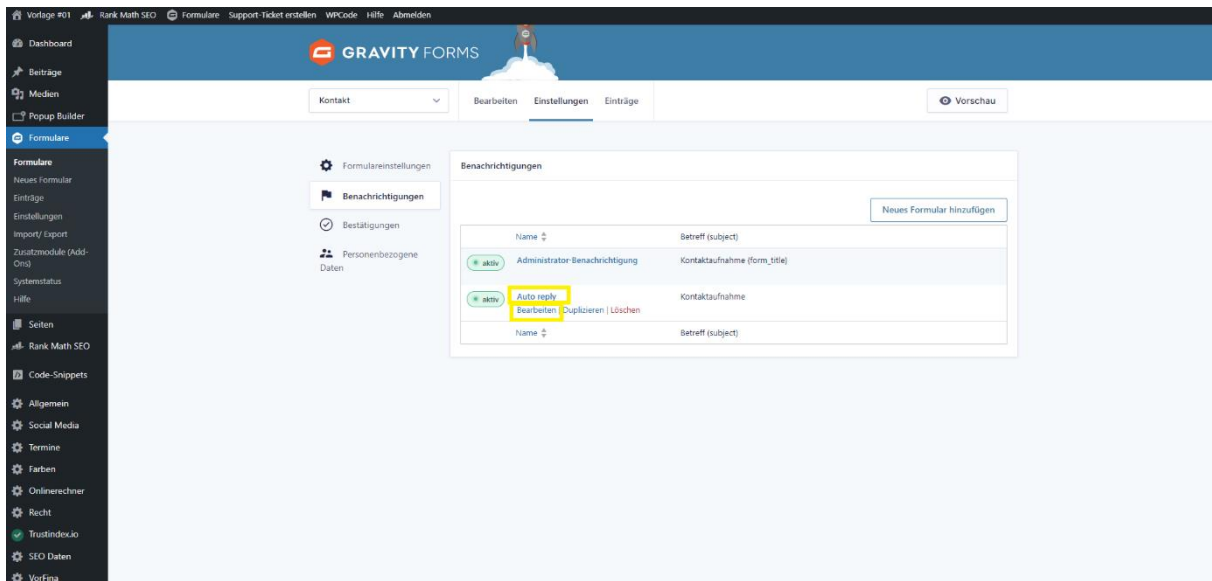 Vorlage #01 Rank Math SEO Formulare Support-Ticket erstellen WPCode Hilfe Abmelden
Dashboard
Beiträge
Medien
Popup Builder
Formulare
Formulare
Neues Formular
Einträge
Einstellungen
Import/ Export
Zusatzmodule (Add-
Ons)
Systemstatus
Hilfe
Seiten
Rank Math SEO
Code-Snippets
Allgemein
Social Media
Termine
Farben
Onlinerechner
Recht
Trustindex.io
SEO Daten
VorFina
GRAVITY FORMS
Kontakt Bearbeiten Einstellungen Einträge Vorschau
Formulareinstellungen
Benachrichtigungen
Bestätigungen
Personenbezogene
Daten
Benachrichtigungen
Neues Formular hinzufügen
Name Betreff (subject)
aktiv Administrator-Benachrichtigung Kontaktaufnahme {form_title}
aktiv Auto reply Kontaktaufnahme
Bearbeiten | Duplizieren | Löschen
Name Betreff (subject)